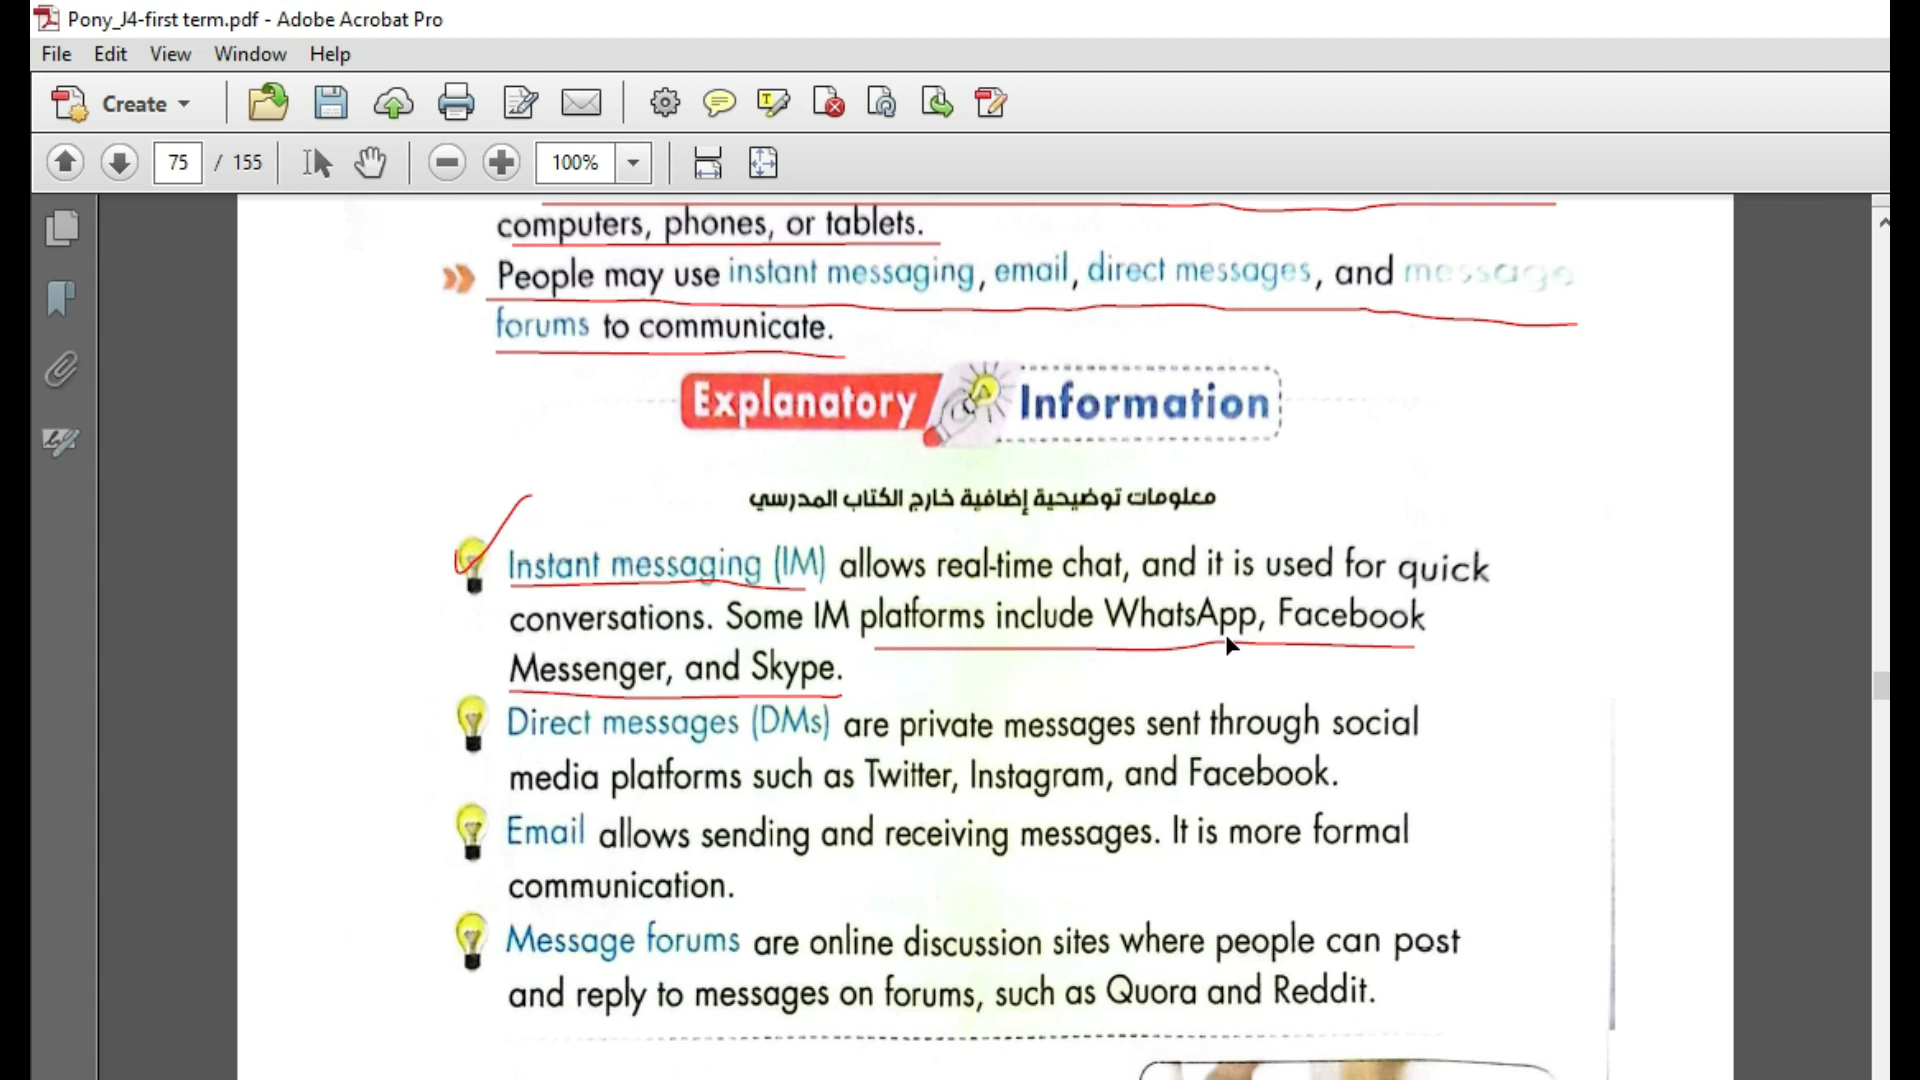 Pony_J4-first term.pdf - Adobe Acrobat Pro
File Edit View Window Help
Create
75 / 155 100%
computers, phones, or tablets.
People may use instant messaging, email, direct messages, and message
forums to communicate.
Explanatory Information
معلومات توضيحية إضافية خارج الكتاب المدرسي
Instant messaging (IM) allows real-time chat, and it is used for quick
conversations. Some IM platforms include WhatsApp, Facebook
Messenger, and Skype.
Direct messages (DMs) are private messages sent through social
media platforms such as Twitter, Instagram, and Facebook.
Email allows sending and receiving messages. It is more formal
communication.
Message forums are online discussion sites where people can post
and reply to messages on forums, such as Quora and Reddit.